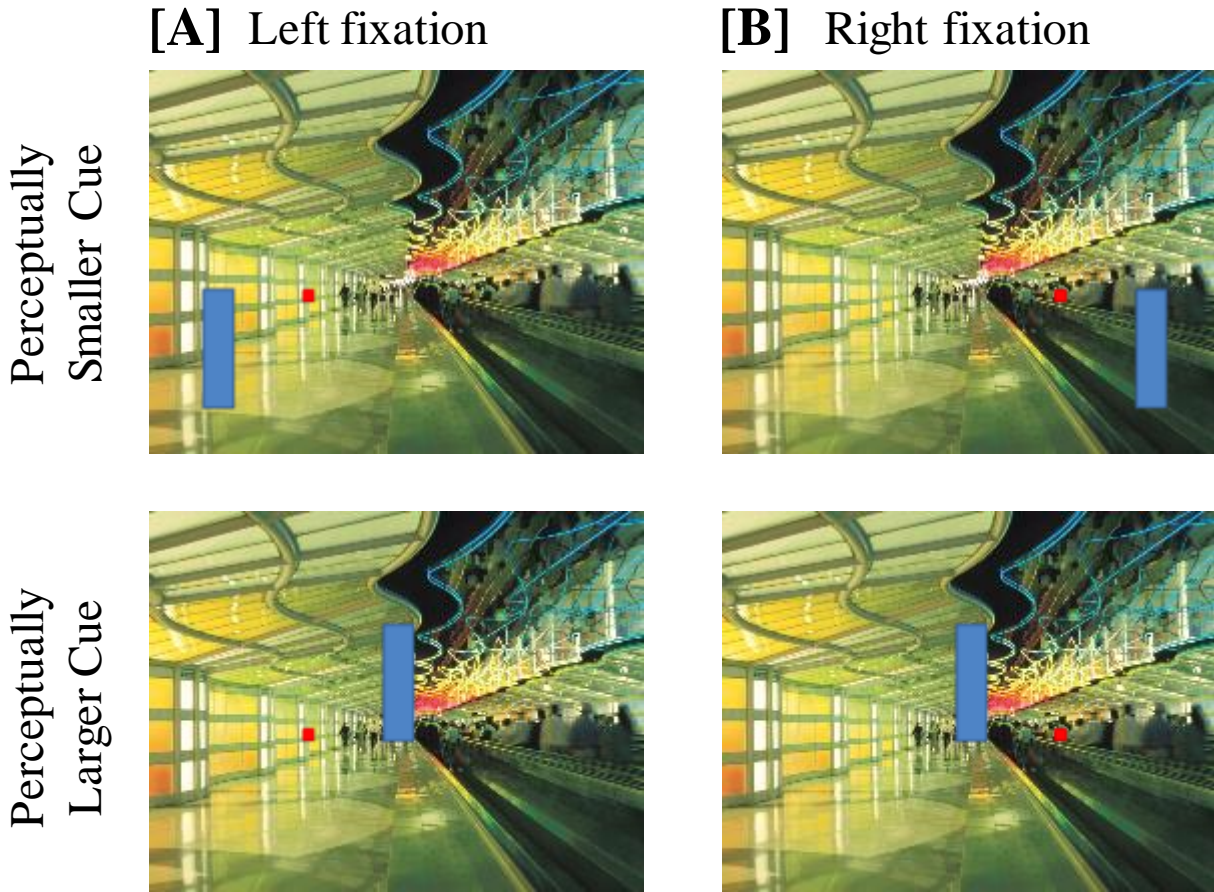 [A] Left fixation
[B] Right fixation
Perceptually
Smaller Cue
Perceptually
Larger Cue